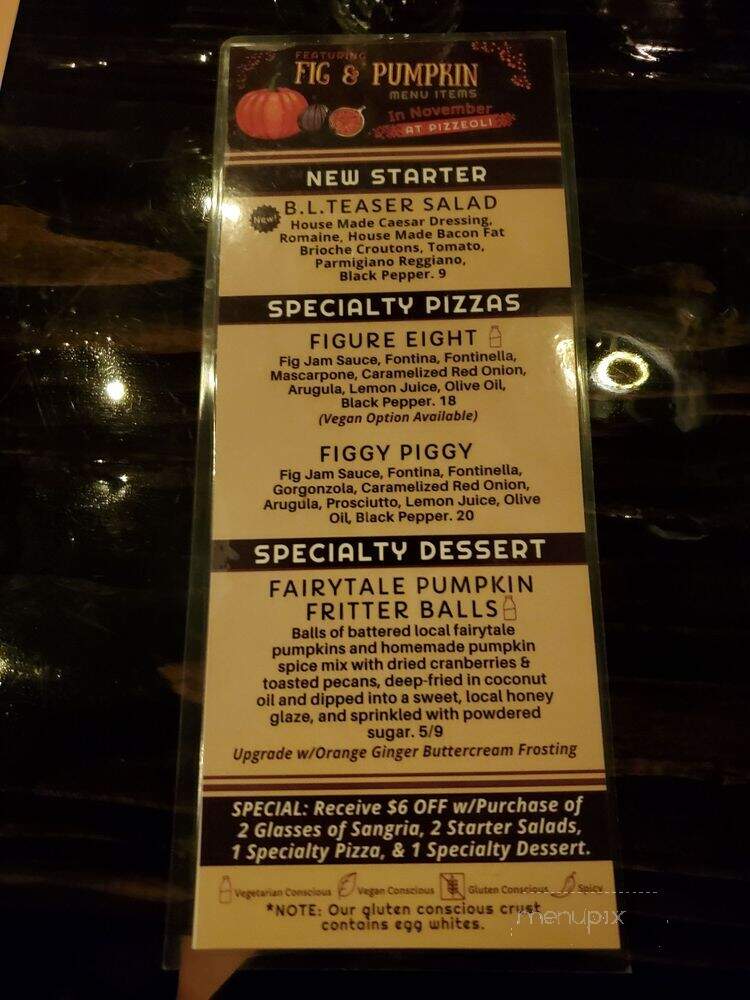 FEATURING
FIG & PUMPKIN
MENU ITEMS
In November
AT PIZZEOLI
NEW STARTER
New!
B.L.TEASER SALAD
House Made Caesar Dressing,
Romaine, House Made Bacon Fat
Brioche Croutons, Tomato,
Parmigiano Reggiano,
Black Pepper. 9
SPECIALTY PIZZAS
FIGURE EIGHT
Fig Jam Sauce, Fontina, Fontinella,
Mascarpone, Caramelized Red Onion,
Arugula, Lemon Juice, Olive Oil,
Black Pepper. 18
(Vegan Option Available)
FIGGY PIGGY
Fig Jam Sauce, Fontina, Fontinella,
Gorgonzola, Caramelized Red Onion,
Arugula, Prosciutto, Lemon Juice, Olive
Oil, Black Pepper. 20
SPECIALTY DESSERT
FAIRYTALE PUMPKIN
FRITTER BALLS
Balls of battered local fairytale
pumpkins and homemade pumpkin
spice mix with dried cranberries &
toasted pecans, deep-fried in coconut
oil and dipped into a sweet, local honey
glaze, and sprinkled with powdered
sugar. 5/9
Upgrade w/Orange Ginger Buttercream Frosting
SPECIAL: Receive $6 OFF w/Purchase of
2 Glasses of Sangria, 2 Starter Salads,
1 Specialty Pizza, & 1 Specialty Dessert.
Vegetarian Conscious Vegan Conscious Gluten Conscious Spicy
*NOTE: Our gluten conscious crust
contains egg whites.
menupix